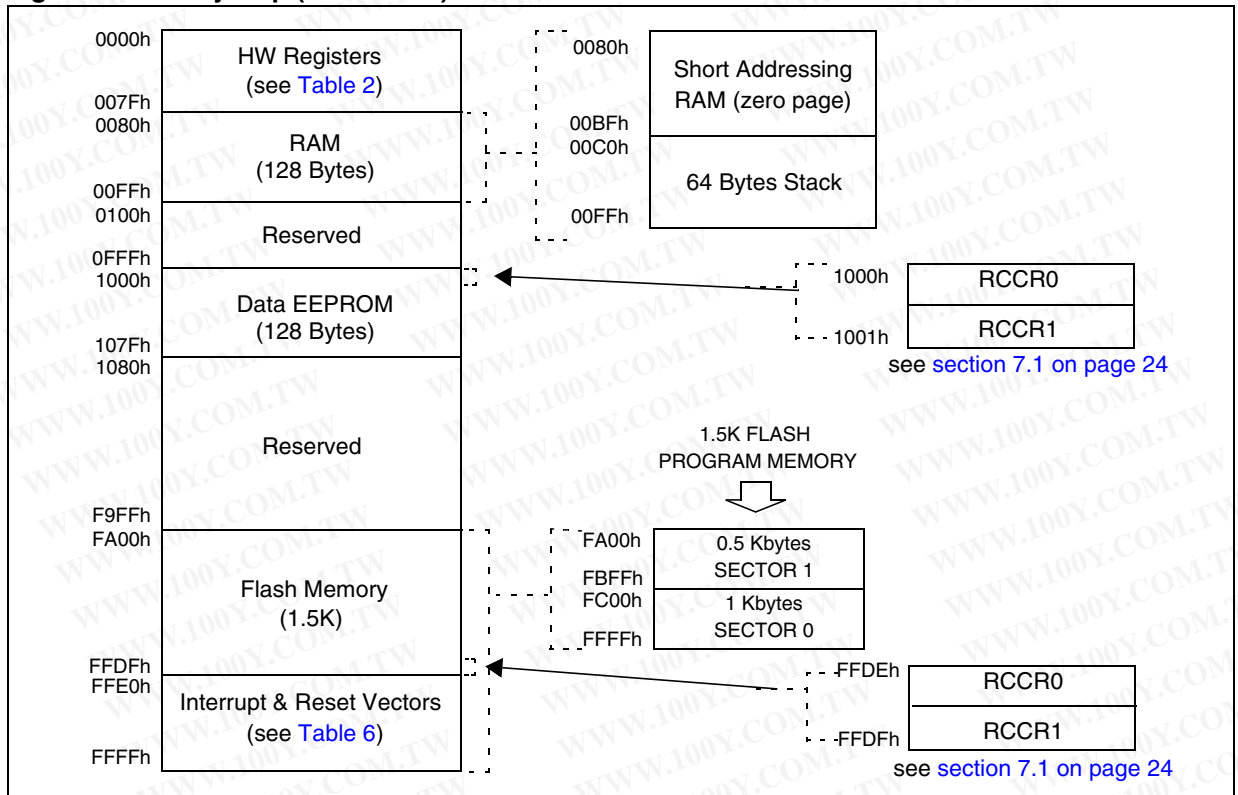 0000h
HW Registers
(see Table 2)
007Fh
0080h
RAM
(128 Bytes)
00FFh
0100h
Reserved
0FFFh
1000h
Data EEPROM
(128 Bytes)
107Fh
1080h
Reserved
F9FFh
FA00h
Flash Memory
(1.5K)
FFDFh
FFE0h
Interrupt & Reset Vectors
(see Table 6)
FFFFh
0080h
Short Addressing
RAM (zero page)
00BFh
00C0h
64 Bytes Stack
00FFh
1000h
RCCR0
1001h
RCCR1
see section 7.1 on page 24
1.5K FLASH
PROGRAM MEMORY
FA00h
0.5 Kbytes
SECTOR 1
FBFFh
FC00h
1 Kbytes
SECTOR 0
FFFFh
FFDEh
RCCR0
RCCR1
FFDFh
see section 7.1 on page 24
WWW.100Y.COM.TW